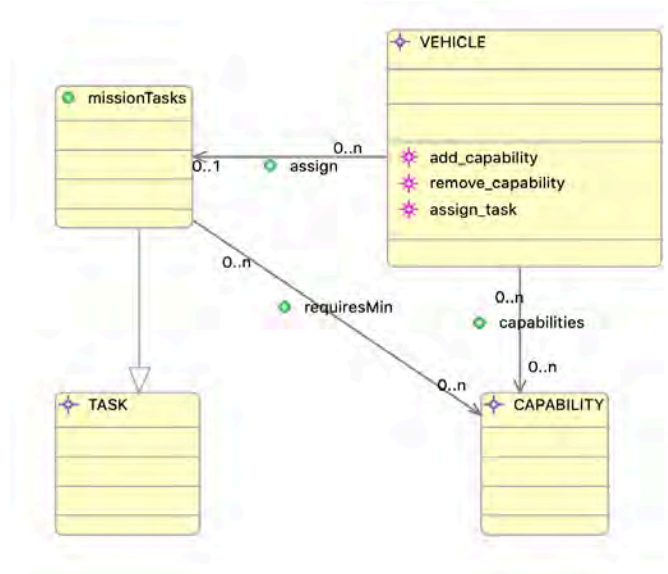 VEHICLE
missionTasks
0..n
0..1
assign
add_capability
remove_capability
assign_task
0..n
requiresMin
0..n
capabilities
0..n
0..n
TASK
CAPABILITY